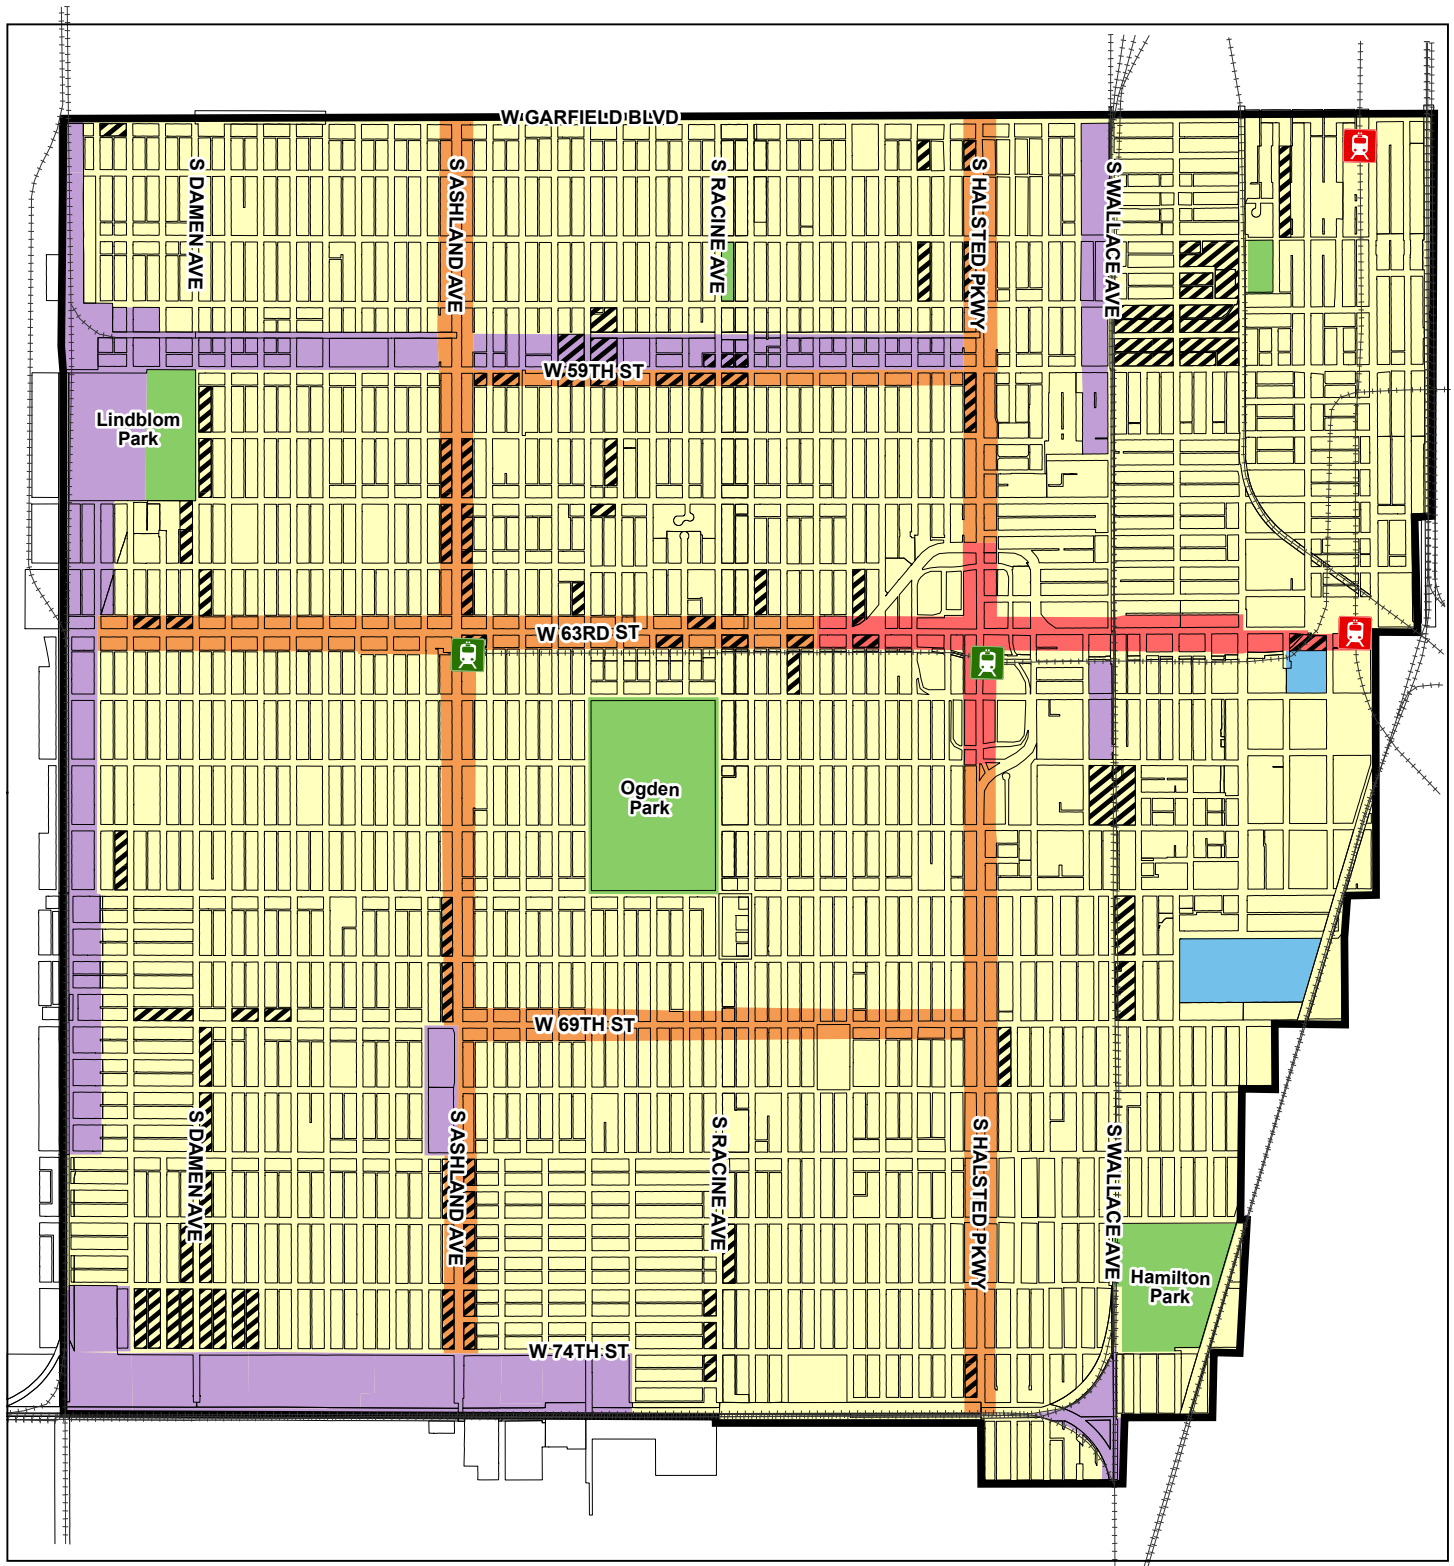 W GARFIELD BLVD
S DAMEN AVE
S ASHLAND AVE
S RACINE AVE
S HALSTED PKWY
S WALLACE AVE
W 59TH ST
Lindblom
Park
W 63RD ST
Ogden
Park
W 69TH ST
S DAMEN AVE
S ASHLAND AVE
S RACINE AVE
S HALSTED PKWY
S WALLACE AVE
Hamilton
Park
W 74TH ST